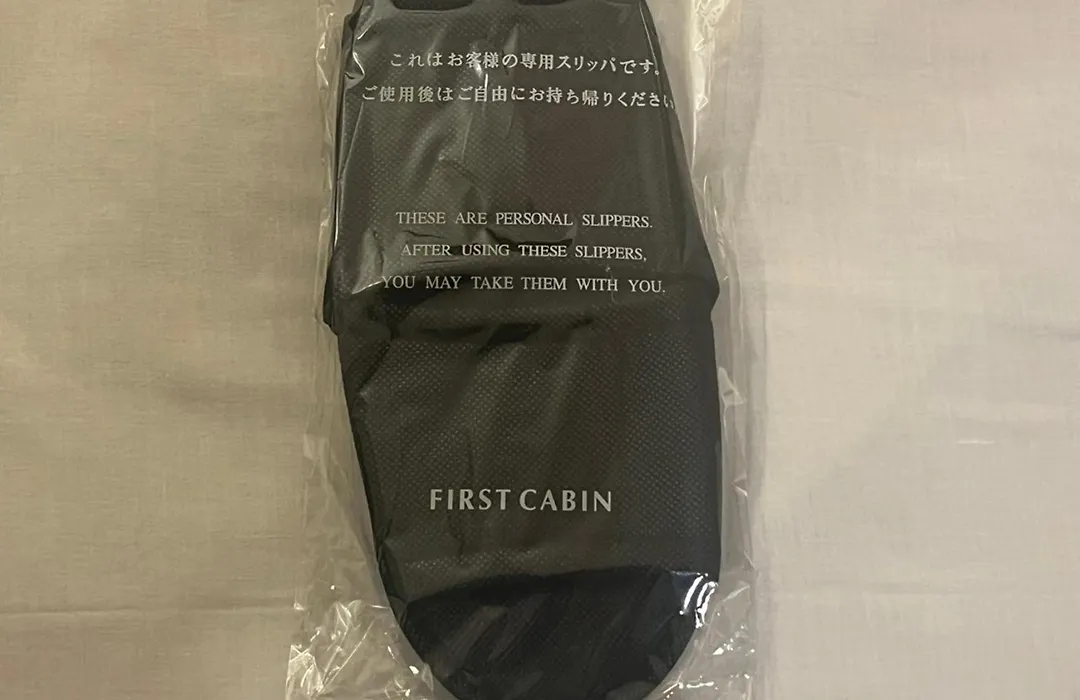 これはお客様の専用スリッパです。
ご使用後はご自由にお持ち帰りください
THESE ARE PERSONAL SLIPPERS.
AFTER USING THESE SLIPPERS,
YOU MAY TAKE THEM WITH YOU.
FIRST CABIN